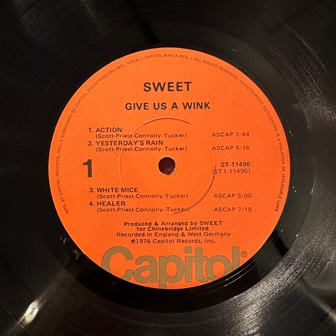 SWEET
GIVE US A WINK
1. ACTION
(Scott-Priest-Connolly-Tucker) ASCAP 3:44
2. YESTERDAY'S RAIN
(Scott-Priest-Connolly-Tucker) ASCAP 5:16
1
ST-11496
(ST1-11496)
3. WHITE MICE
(Scott-Priest-Connolly-Tucker) ASCAP 5:00
4. HEALER
(Scott-Priest-Connolly-Tucker) ASCAP 7:16
Produced & Arranged by SWEET
for Chinebridge Limited
Recorded in England & West Germany
℗1976 Capitol Records, Inc.
Capitol